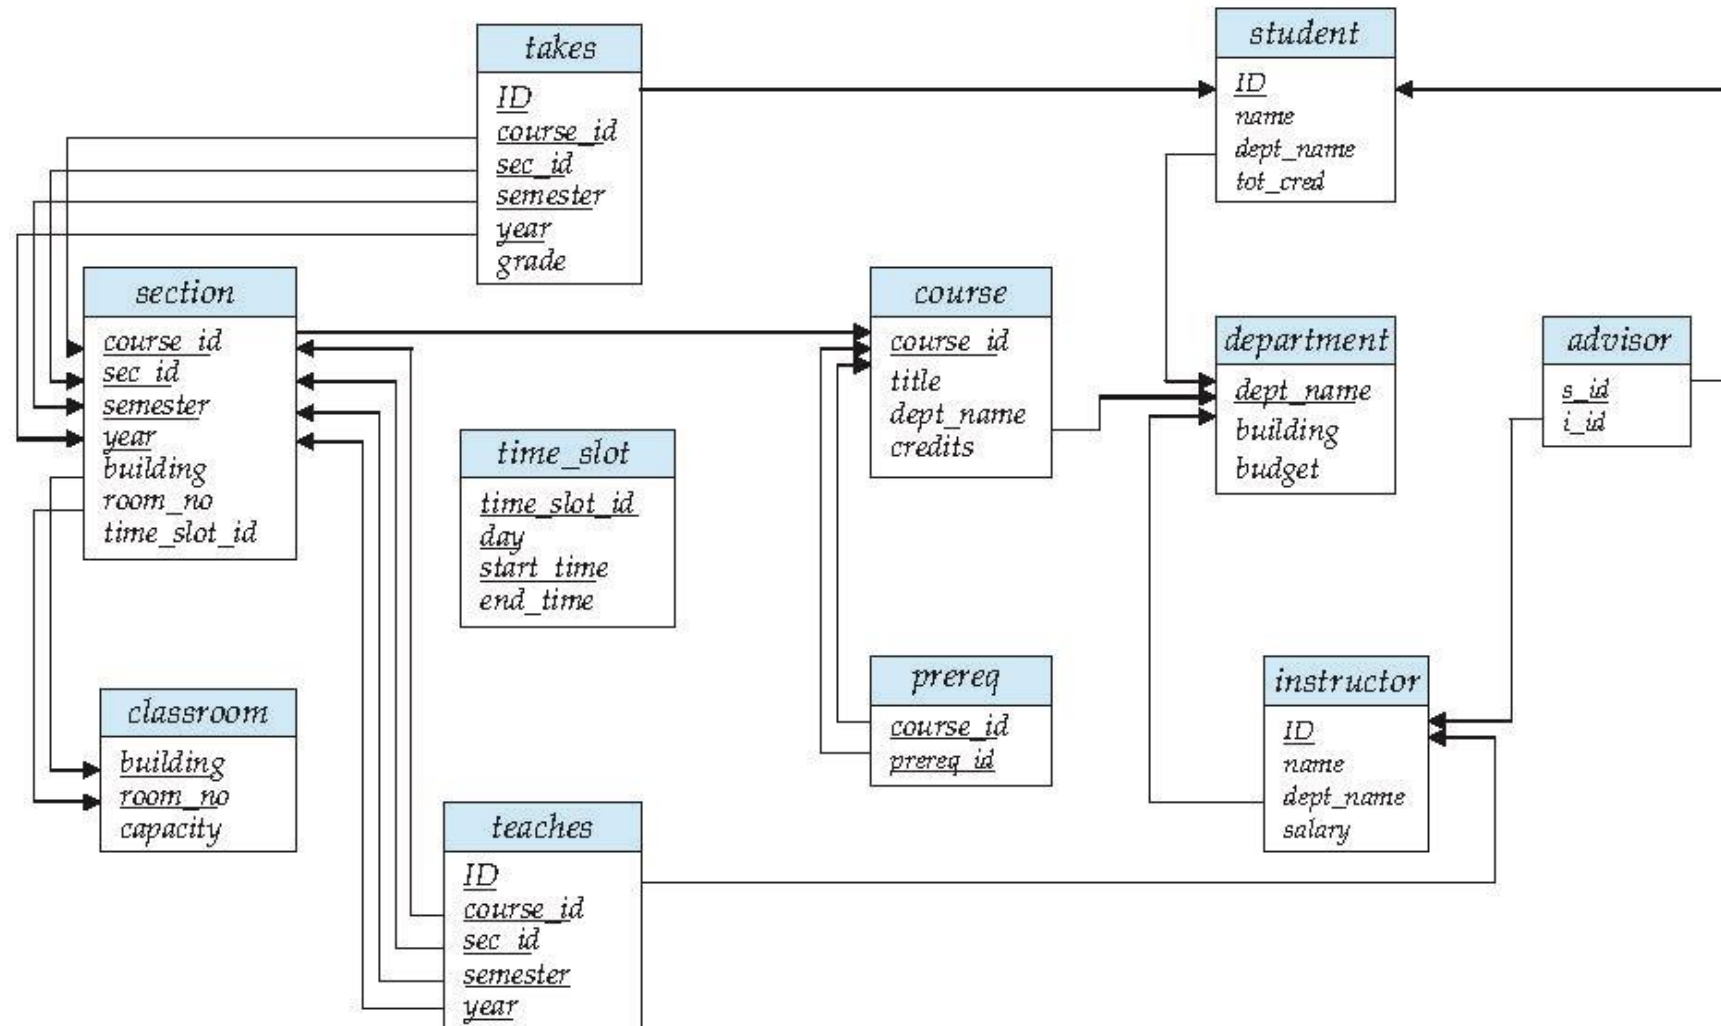 takes
ID
course_id
sec_id
semester
year
grade
student
ID
name
dept_name
tot_cred
section
course_id
sec_id
semester
year
building
room_no
time_slot_id
course
course_id
title
dept_name
credits
department
dept_name
building
budget
advisor
s_id
i_id
time_slot
time_slot_id
day
start_time
end_time
prereq
course_id
prereq_id
instructor
ID
name
dept_name
salary
classroom
building
room_no
capacity
teaches
ID
course_id
sec_id
semester
year